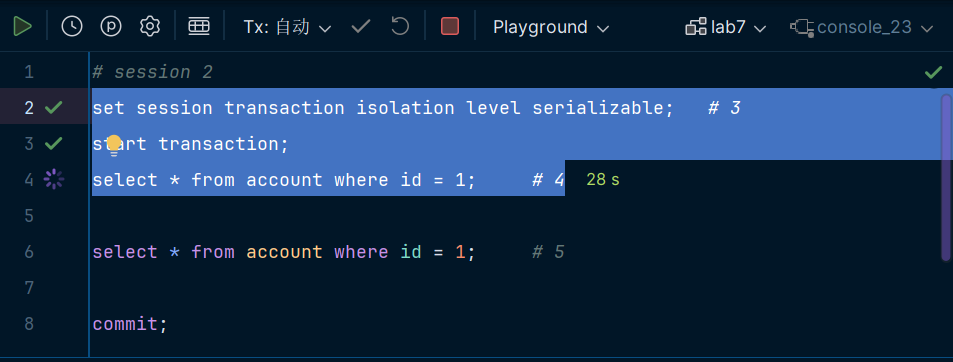 Tx: 自动 Playground lab7 console_23
1 # session 2
2 set session transaction isolation level serializable; # 3
3 start transaction;
4 select * from account where id = 1; # 4 28 s
5
6 select * from account where id = 1; # 5
7
8 commit;